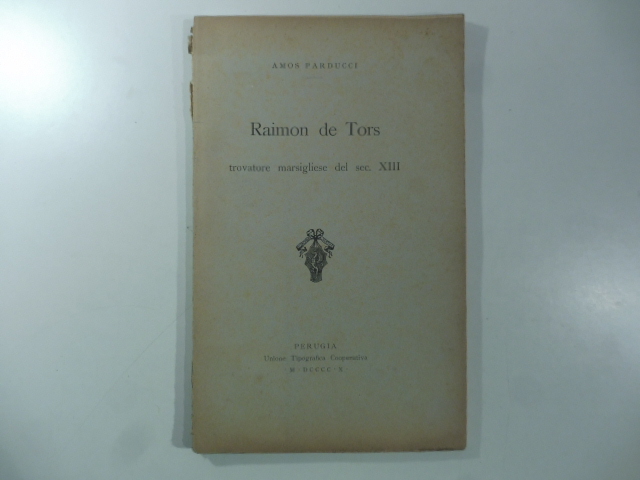 AMOS PARDUCCI
Raimon de Tors
trovatore marsigliese del sec. XIII
PERUGIA
Unione Tipografica Cooperativa
M DCCCC X